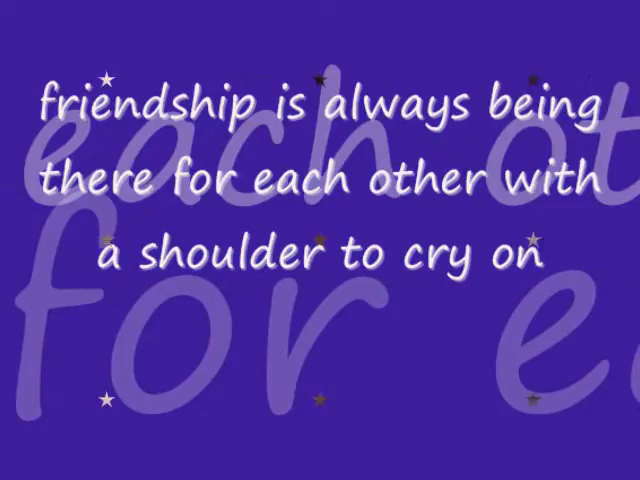 friendship is always being
there for each other with
a shoulder to cry on
each ot
for e